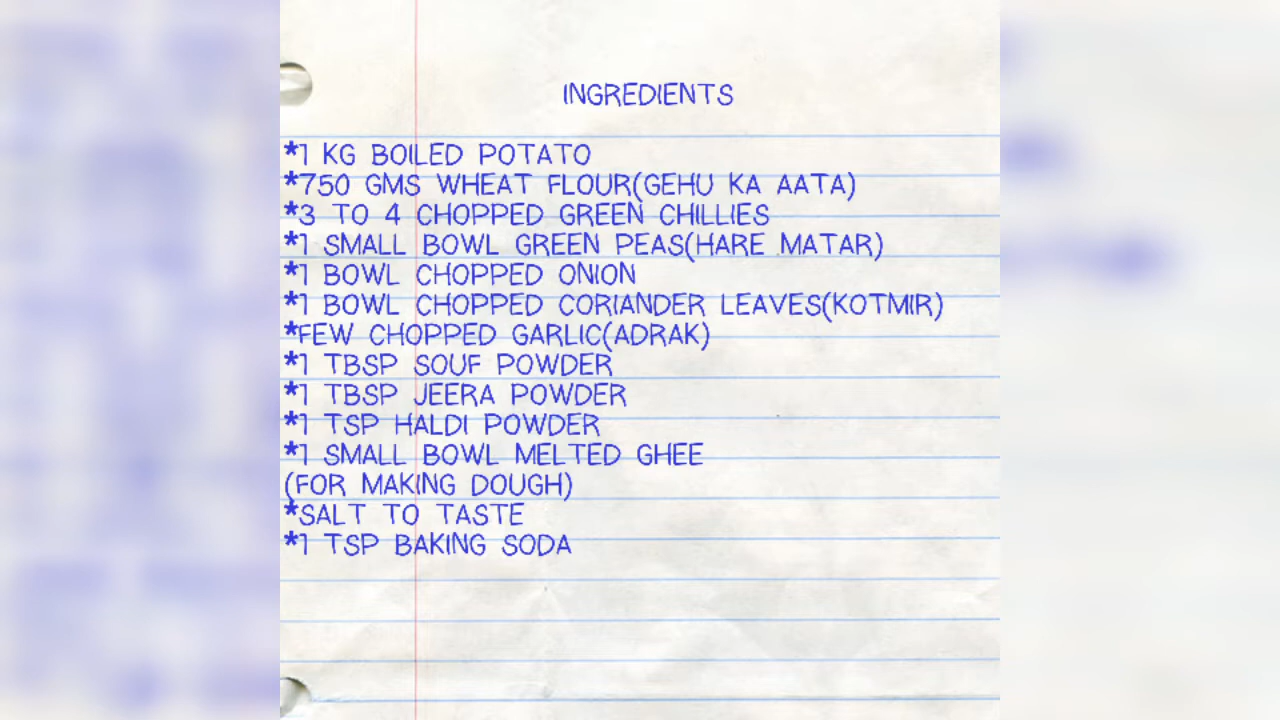 INGREDIENTS
*1 KG BOILED POTATO
*750 GMS WHEAT FLOUR(GEHU KA AATA)
*3 TO 4 CHOPPED GREEN CHILLIES
*1 SMALL BOWL GREEN PEAS(HARE MATAR)
*1 BOWL CHOPPED ONION
*1 BOWL CHOPPED CORIANDER LEAVES(KOTMIR)
*FEW CHOPPED GARLIC(ADRAK)
*1 TBSP SOUF POWDER
*1 TBSP JEERA POWDER
*1 TSP HALDI POWDER
*1 SMALL BOWL MELTED GHEE
(FOR MAKING DOUGH)
*SALT TO TASTE
*1 TSP BAKING SODA